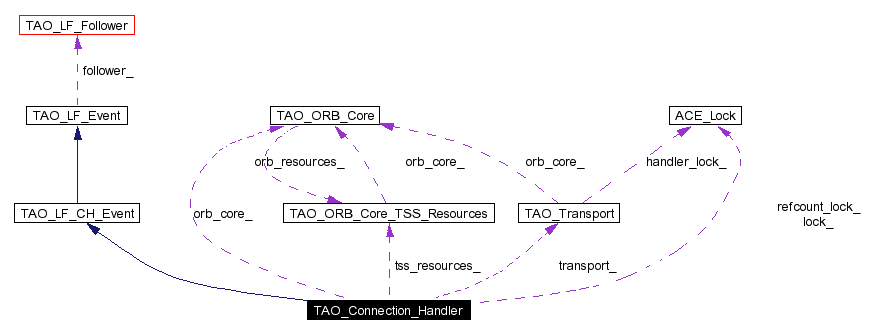 TAO_LF_Follower
follower_
TAO_LF_Event
TAO_ORB_Core
ACE_Lock
orb_resources_
orb_core_
orb_core_
handler_lock_
TAO_LF_CH_Event
orb_core_
TAO_ORB_Core_TSS_Resources
TAO_Transport
refcount_lock_
lock_
tss_resources_
transport_
TAO_Connection_Handler